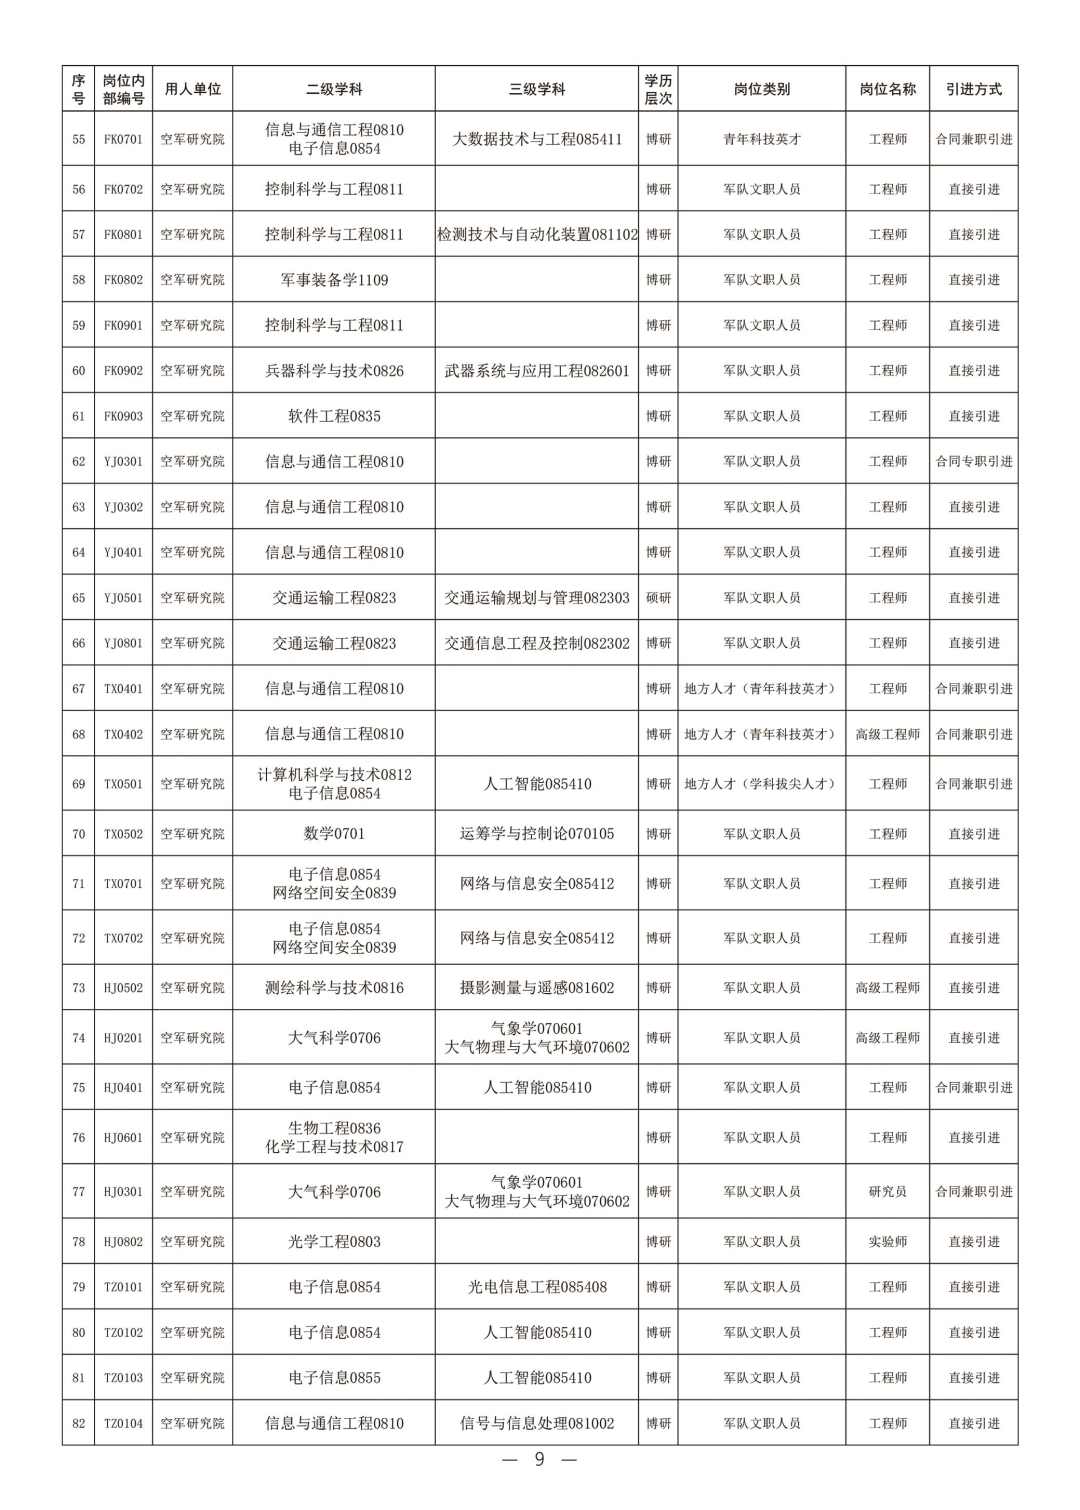 序号 岗位内部编号 用人单位 二级学科 三级学科 学历层次 岗位类别 岗位名称 引进方式
55 FK0701 空军研究院 信息与通信工程0810 电子信息0854 大数据技术与工程085411 博研 青年科技英才 工程师 合同兼职引进
56 FK0702 空军研究院 控制科学与工程0811 博研 军队文职人员 工程师 直接引进
57 FK0801 空军研究院 控制科学与工程0811 检测技术与自动化装置081102 博研 军队文职人员 工程师 直接引进
58 FK0802 空军研究院 军事装备学1109 博研 军队文职人员 工程师 直接引进
59 FK0901 空军研究院 控制科学与工程0811 博研 军队文职人员 工程师 直接引进
60 FK0902 空军研究院 兵器科学与技术0826 武器系统与应用工程082601 博研 军队文职人员 工程师 直接引进
61 FK0903 空军研究院 软件工程0835 博研 军队文职人员 工程师 直接引进
62 YJ0301 空军研究院 信息与通信工程0810 博研 军队文职人员 工程师 合同专职引进
63 YJ0302 空军研究院 信息与通信工程0810 博研 军队文职人员 工程师 直接引进
64 YJ0401 空军研究院 信息与通信工程0810 博研 军队文职人员 工程师 直接引进
65 YJ0501 空军研究院 交通运输工程0823 交通运输规划与管理082303 硕研 军队文职人员 工程师 直接引进
66 YJ0801 空军研究院 交通运输工程0823 交通信息工程及控制082302 博研 军队文职人员 工程师 直接引进
67 TX0401 空军研究院 信息与通信工程0810 博研 地方人才（青年科技英才） 工程师 合同兼职引进
68 TX0402 空军研究院 信息与通信工程0810 博研 地方人才（青年科技英才） 高级工程师 合同兼职引进
69 TX0501 空军研究院 计算机科学与技术0812 电子信息0854 人工智能085410 博研 地方人才（学科拔尖人才） 工程师 合同兼职引进
70 TX0502 空军研究院 数学0701 运筹学与控制论070105 博研 军队文职人员 工程师 直接引进
71 TX0701 空军研究院 电子信息0854 网络空间安全0839 网络与信息安全085412 博研 军队文职人员 工程师 直接引进
72 TX0702 空军研究院 电子信息0854 网络空间安全0839 网络与信息安全085412 博研 军队文职人员 工程师 直接引进
73 HJ0502 空军研究院 测绘科学与技术0816 摄影测量与遥感081602 博研 军队文职人员 高级工程师 直接引进
74 HJ0201 空军研究院 大气科学0706 气象学070601 大气物理与大气环境070602 博研 军队文职人员 高级工程师 直接引进
75 HJ0401 空军研究院 电子信息0854 人工智能085410 博研 军队文职人员 工程师 合同兼职引进
76 HJ0601 空军研究院 生物工程0836 化学工程与技术0817 博研 军队文职人员 工程师 直接引进
77 HJ0301 空军研究院 大气科学0706 气象学070601 大气物理与大气环境070602 博研 军队文职人员 研究员 合同兼职引进
78 HJ0802 空军研究院 光学工程0803 博研 军队文职人员 实验师 直接引进
79 TZ0101 空军研究院 电子信息0854 光电信息工程085408 博研 军队文职人员 工程师 直接引进
80 TZ0102 空军研究院 电子信息0854 人工智能085410 博研 军队文职人员 工程师 直接引进
81 TZ0103 空军研究院 电子信息0855 人工智能085410 博研 军队文职人员 工程师 直接引进
82 TZ0104 空军研究院 信息与通信工程0810 信号与信息处理081002 博研 军队文职人员 工程师 直接引进
— 9 —